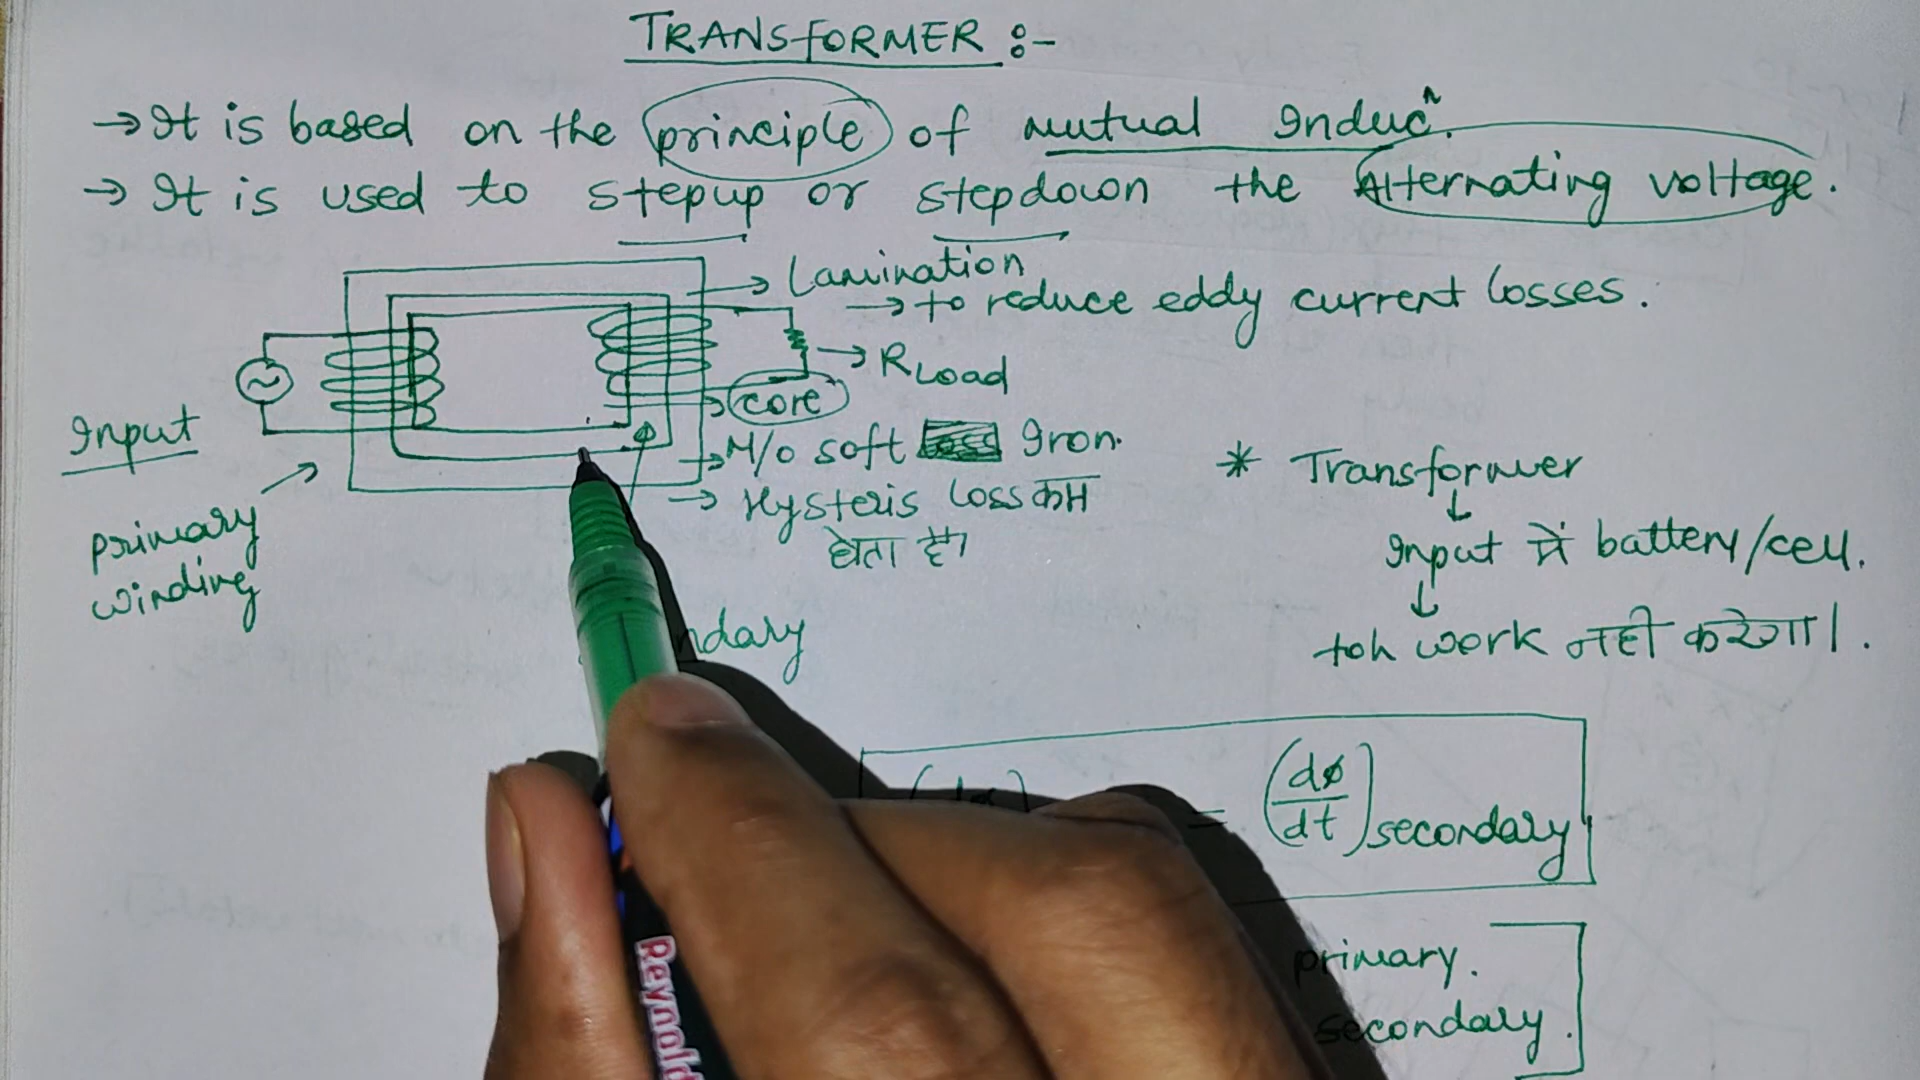 TRANSFORMER :-
→ It is based on the principle of mutual Inducⁿ.
→ It is used to stepup or stepdown the Alternating voltage.
→ Lamination
→ to reduce eddy current losses.
→ RLoad
→ core
Input
→ M/o soft Iron.
→ Hysteris loss कम
primary
winding
ϕ
* Transformer
↓
Input में battery/cell.
↓
toh work नही करेगा।.
ndary
= (dϕ/dt)secondary
primary.
secondary.
Reynolds